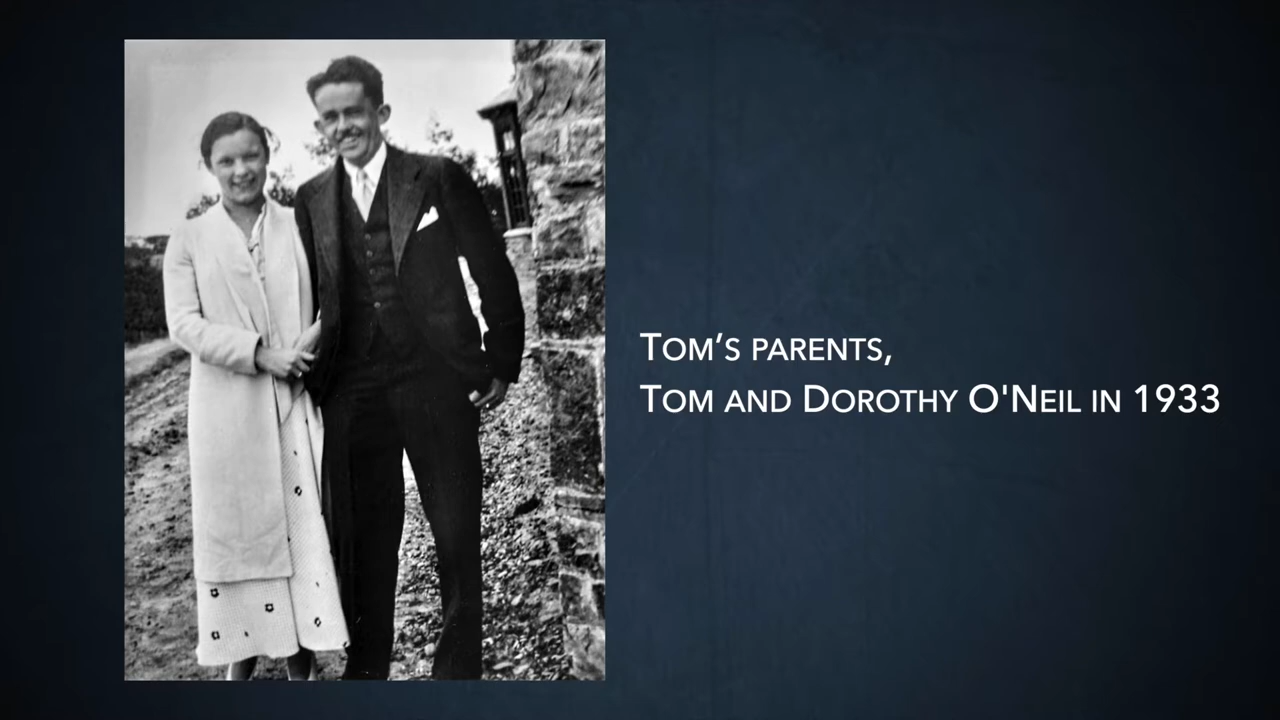 Tom’s parents,
Tom and Dorothy O'Neil in 1933